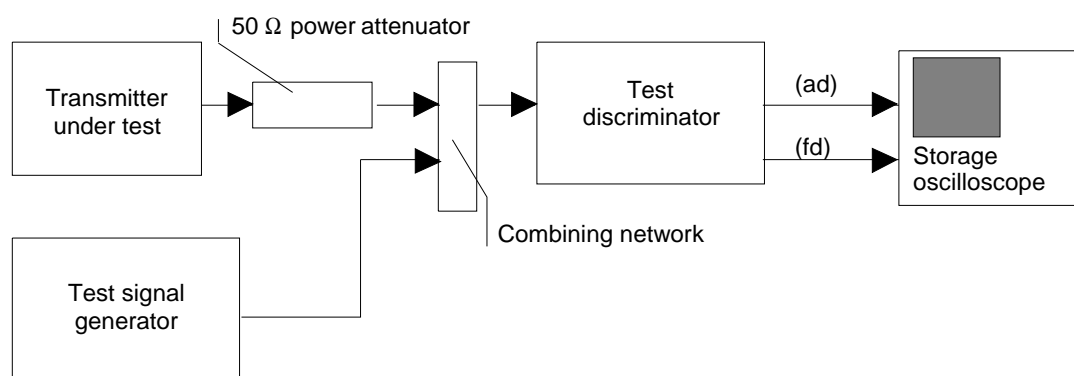 50 Ω power attenuator
Transmitter
under test
Test
discriminator
(ad)
(fd)
Storage
oscilloscope
Combining network
Test signal
generator